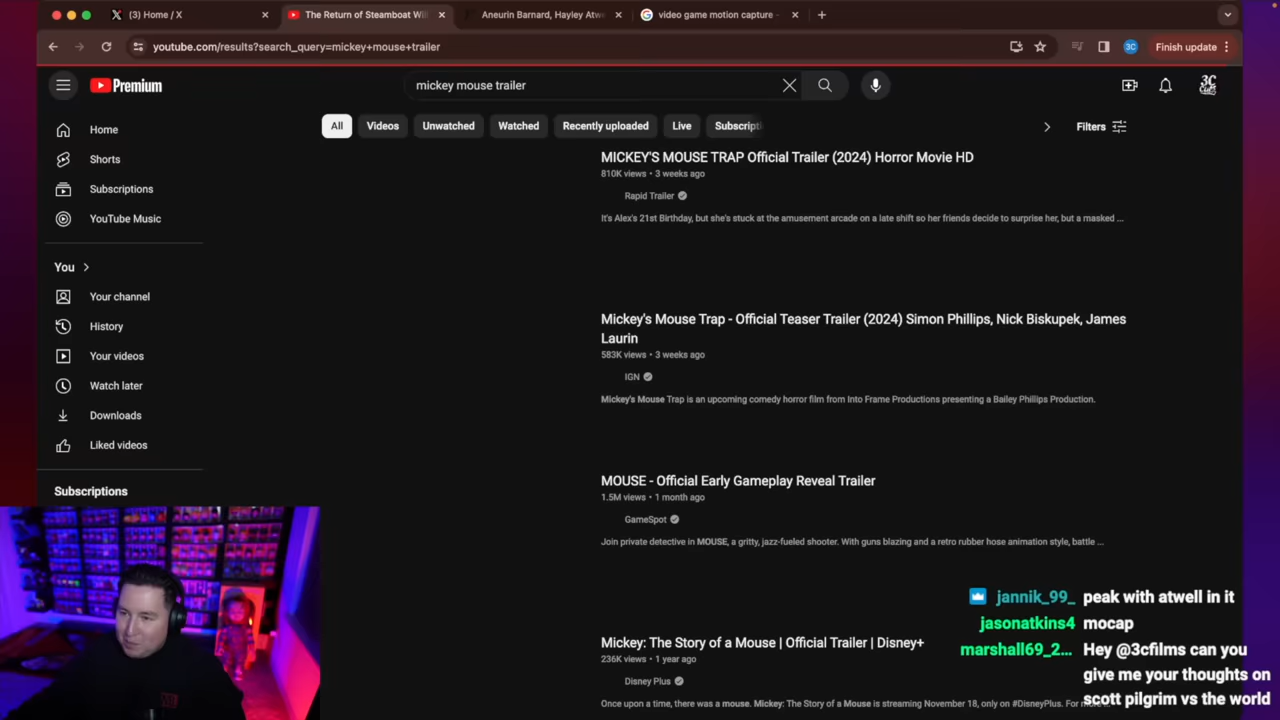 (3) Home / X
The Return of Steamboat Will
Aneurin Barnard, Hayley Atwe
video game motion capture -
youtube.com/results?search_query=mickey+mouse+trailer
3C
Finish update
Premium
mickey mouse trailer
All
Videos
Unwatched
Watched
Recently uploaded
Live
Subscripti
Filters
Home
Shorts
Subscriptions
YouTube Music
You
Your channel
History
Your videos
Watch later
Downloads
Liked videos
Subscriptions
MICKEY'S MOUSE TRAP Official Trailer (2024) Horror Movie HD
810K views • 3 weeks ago
Rapid Trailer
It's Alex's 21st Birthday, but she's stuck at the amusement arcade on a late shift so her friends decide to surprise her, but a masked ...
Mickey's Mouse Trap - Official Teaser Trailer (2024) Simon Phillips, Nick Biskupek, James
Laurin
583K views • 3 weeks ago
IGN
Mickey's Mouse Trap is an upcoming comedy horror film from Into Frame Productions presenting a Bailey Phillips Production.
MOUSE - Official Early Gameplay Reveal Trailer
1.5M views • 1 month ago
GameSpot
Join private detective in MOUSE, a gritty, jazz-fueled shooter. With guns blazing and a retro rubber hose animation style, battle ...
Mickey: The Story of a Mouse | Official Trailer | Disney+
236K views • 1 year ago
Disney Plus
Once upon a time, there was a mouse. Mickey: The Story of a Mouse is streaming November 18, only on #DisneyPlus. For
jannik_99_ peak with atwell in it
jasonatkins4 mocap
marshall69_2... Hey @3cfilms can you
give me your thoughts on
scott pilgrim vs the world